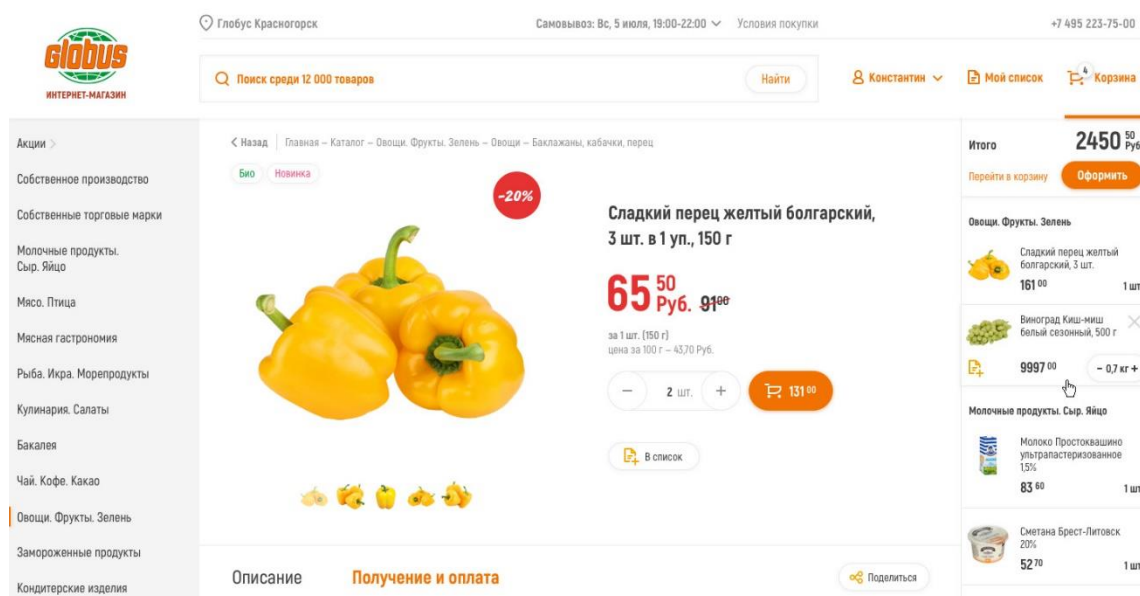 Глобус Красногорск
Самовывоз: Вс, 5 июля, 19:00-22:00
Условия покупки
+7 495 223-75-00
globus
ИНТЕРНЕТ-МАГАЗИН
Поиск среди 12 000 товаров
Найти
Константин
Мой список
4
Корзина
Акции
Собственное производство
Собственные торговые марки
Молочные продукты.
Сыр. Яйцо
Мясо. Птица
Мясная гастрономия
Рыба. Икра. Морепродукты
Кулинария. Салаты
Бакалея
Чай. Кофе. Какао
Овощи. Фрукты. Зелень
Замороженные продукты
Кондитерские изделия
Назад
Главная – Каталог – Овощи. Фрукты. Зелень – Овощи – Баклажаны, кабачки, перец
Био
Новинка
-20%
Сладкий перец желтый болгарский,
3 шт. в 1 уп., 150 г
65 50 Руб. 91 00
за 1 шт. (150 г)
цена за 100 г – 43,70 Руб.
– 2 шт. +
131 00
В список
Описание
Получение и оплата
Поделиться
Итого
2450 50 Руб
Перейти в корзину
Оформить
Овощи. Фрукты. Зелень
Сладкий перец желтый
болгарский, 3 шт.
161 00
1 шт
Виноград Киш-миш
белый сезонный, 500 г
9997 00
– 0,7 кг +
Молочные продукты. Сыр. Яйцо
Молоко Простоквашино
ультрапастеризованное
1,5%
83 60
1 шт
Сметана Брест-Литовск
20%
52 70
1 шт